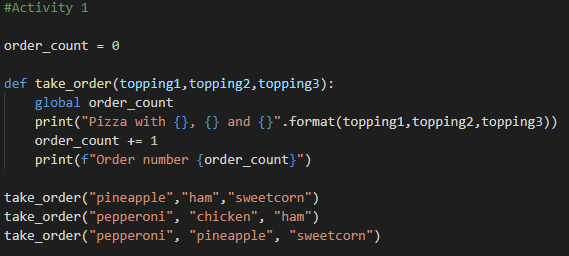 #Activity 1
order_count = 0
def take_order(topping1,topping2,topping3):
    global order_count
    print("Pizza with {}, {} and {}".format(topping1,topping2,topping3))
    order_count += 1
    print(f"Order number {order_count}")
take_order("pineapple","ham","sweetcorn")
take_order("pepperoni", "chicken", "ham")
take_order("pepperoni", "pineapple", "sweetcorn")